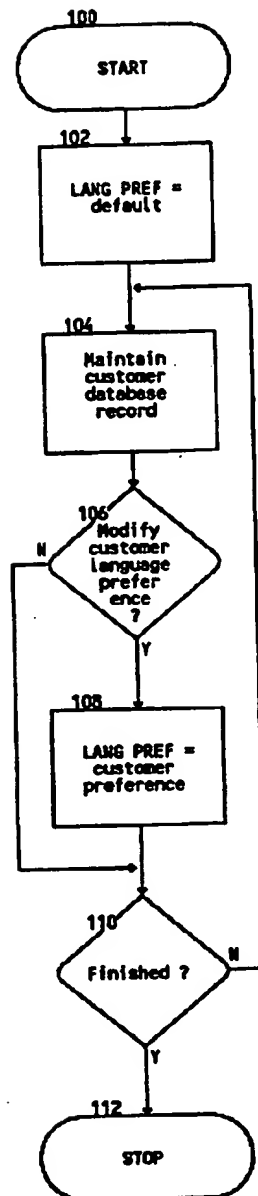 100
START
102
LANG PREF =
default
104
Maintain
customer
database
record
106
Modify
customer
language
prefer
ence
?
N
Y
108
LANG PREF =
customer
preference
110
Finished ?
N
Y
112
STOP